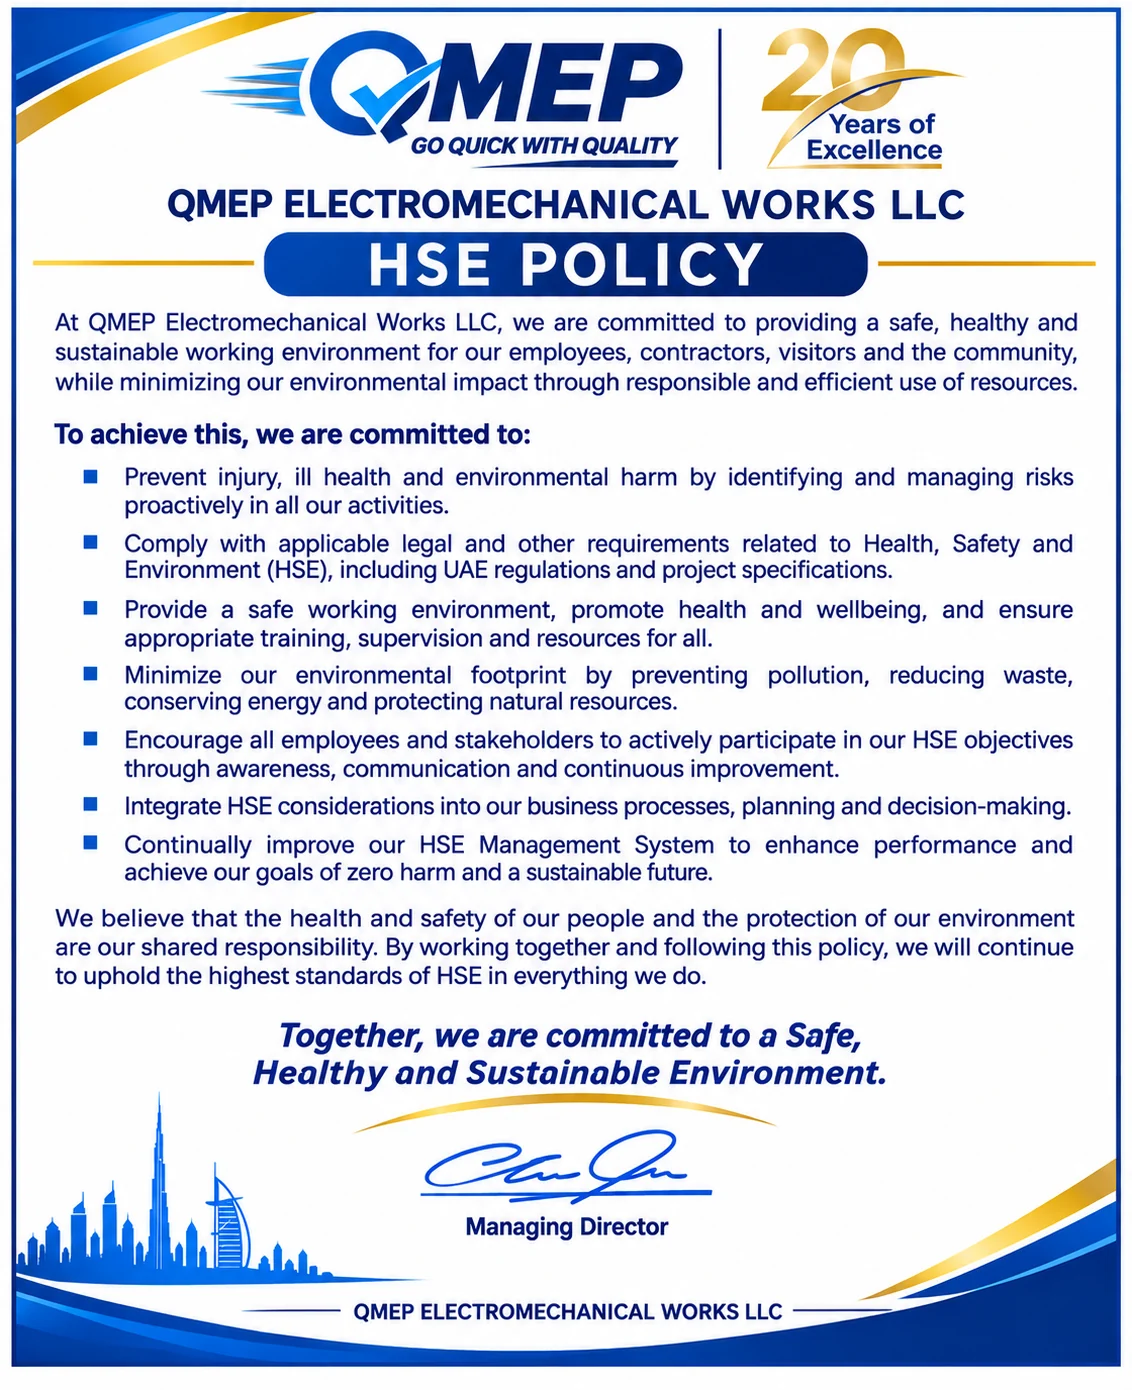 QMEP
GO QUICK WITH QUALITY
20
Years of
Excellence
QMEP ELECTROMECHANICAL WORKS LLC
HSE POLICY
At QMEP Electromechanical Works LLC, we are committed to providing a safe, healthy and
sustainable working environment for our employees, contractors, visitors and the community,
while minimizing our environmental impact through responsible and efficient use of resources.
To achieve this, we are committed to:
Prevent injury, ill health and environmental harm by identifying and managing risks
proactively in all our activities.
Comply with applicable legal and other requirements related to Health, Safety and
Environment (HSE), including UAE regulations and project specifications.
Provide a safe working environment, promote health and wellbeing, and ensure
appropriate training, supervision and resources for all.
Minimize our environmental footprint by preventing pollution, reducing waste,
conserving energy and protecting natural resources.
Encourage all employees and stakeholders to actively participate in our HSE objectives
through awareness, communication and continuous improvement.
Integrate HSE considerations into our business processes, planning and decision-making.
Continually improve our HSE Management System to enhance performance and
achieve our goals of zero harm and a sustainable future.
We believe that the health and safety of our people and the protection of our environment
are our shared responsibility. By working together and following this policy, we will continue
to uphold the highest standards of HSE in everything we do.
Together, we are committed to a Safe,
Healthy and Sustainable Environment.
Managing Director
QMEP ELECTROMECHANICAL WORKS LLC